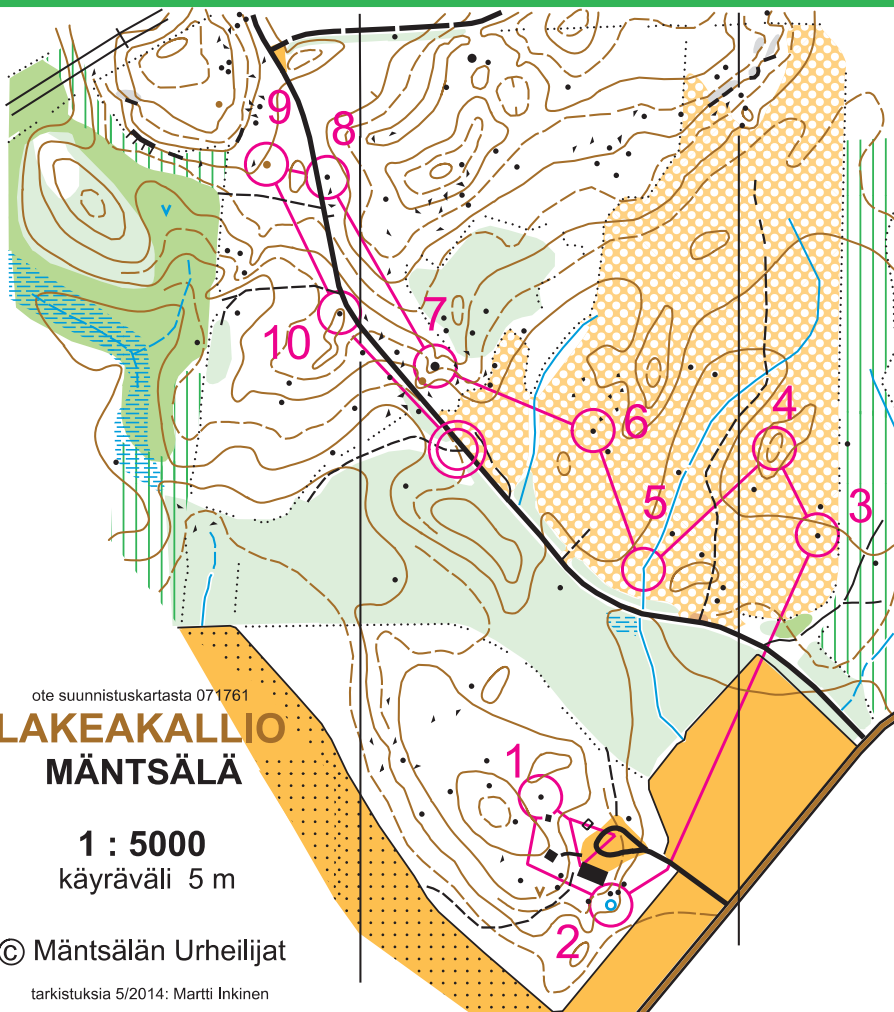 9
8
7
10
6
4
5
3
ote suunnistuskartasta 071761
LAKEAKALLIO
MÄNTSÄLÄ
1
1 : 5000
käyräväli 5 m
2
© Mäntsälän Urheilijat
tarkistuksia 5/2014: Martti Inkinen